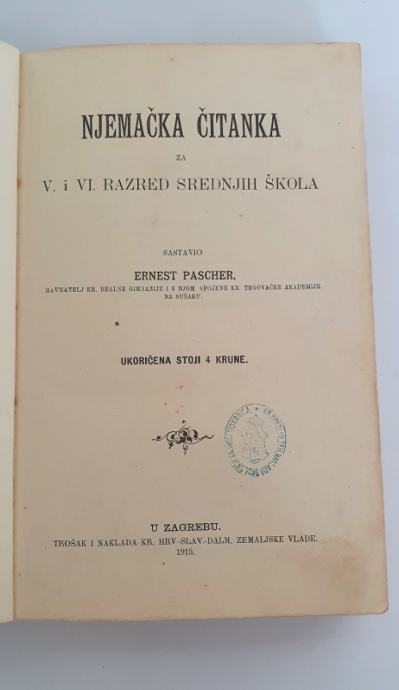 NJEMAČKA ČITANKA
ZA
V. i VI. RAZRED SREDNJIH ŠKOLA
SASTAVIO
ERNEST PASCHER,
RAVNATELJ KR. REALNE GIMNAZIJE I S NJOM SPOJENE KR. TRGOVAČKE AKADEMIJE
NA SUŠAKU.
UKORIČENA STOJI 4 KRUNE.
U ZAGREBU.
TROŠAK I NAKLADA KR. HRV.-SLAV.-DALM. ZEMALJSKE VLADE.
1915.